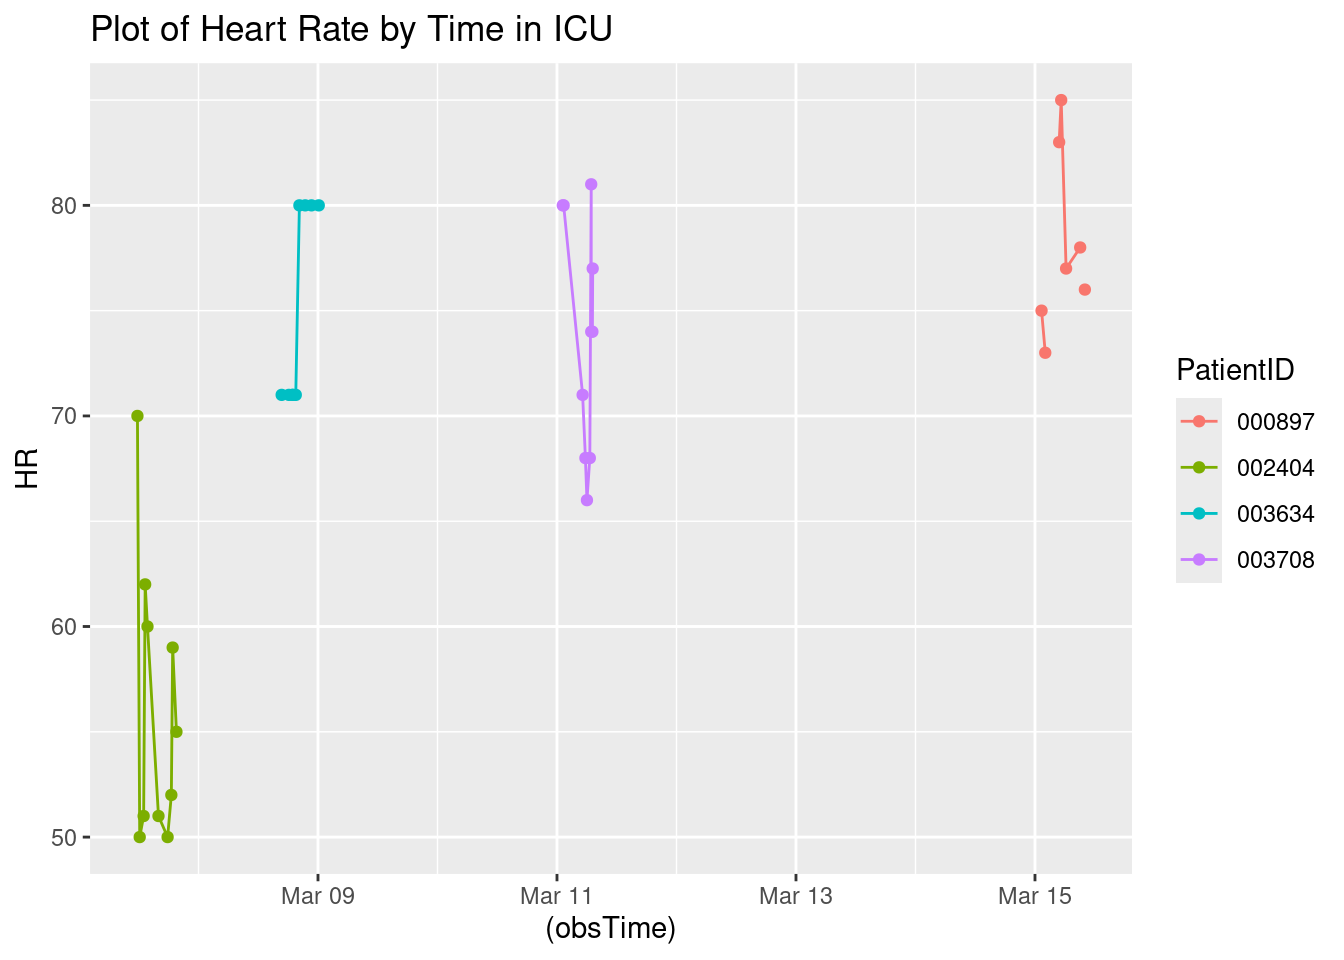 Plot of Heart Rate by Time in ICU
HR
80
70
60
50
Mar 09 Mar 11 Mar 13 Mar 15
(obsTime)
PatientID
000897
002404
003634
003708